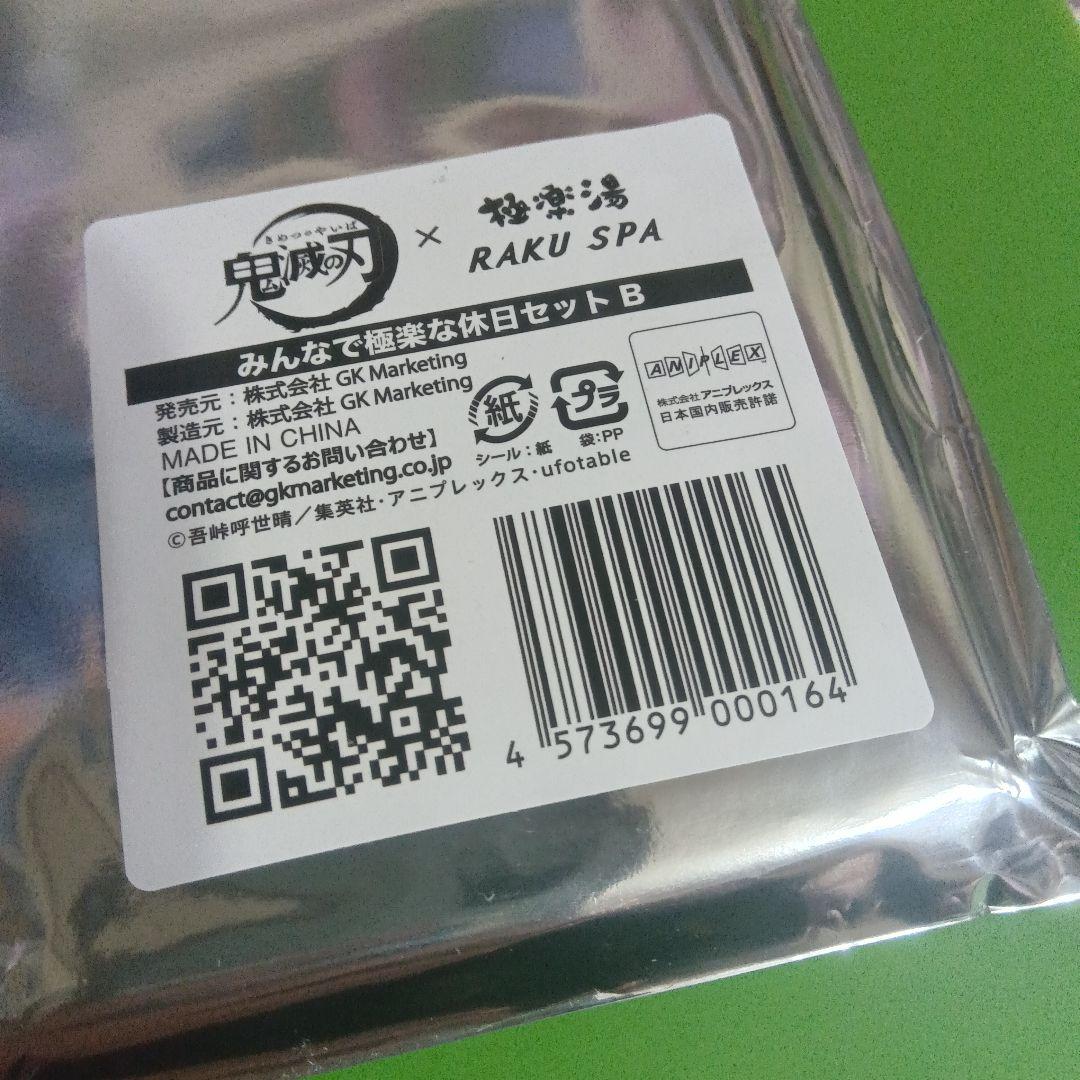 きめつのやいば
鬼滅の刃 × 極楽湯
RAKU SPA
みんなで極楽な休日セット B
発売元：株式会社 GK Marketing
製造元：株式会社 GK Marketing
MADE IN CHINA
【商品に関するお問い合わせ】
contact@gkmarketing.co.jp
©吾峠呼世晴／集英社・アニプレックス・ufotable
紙
プラ
シール：紙 袋：PP
ANIPLEX™
株式会社 アニプレックス
日本国内販売許諾
4 573699 000164